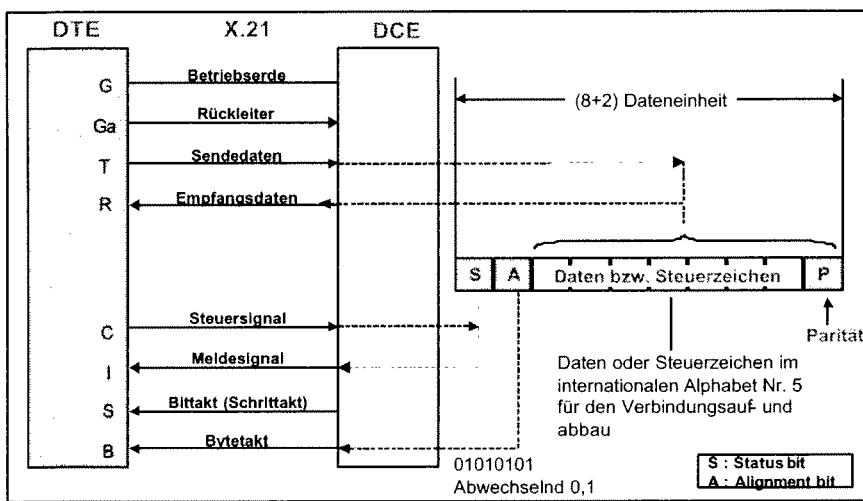 DTE X.21 DCE
G Betriebserde
Ga Rückleiter
T Sendedaten
R Empfangsdaten
C Steuersignal
I Meldesignal
S Bittakt (Schrittakt)
B Bytetakt
(8+2) Dateneinheit
S A Daten bzw. Steuerzeichen P
Parität
Daten oder Steuerzeichen im
internationalen Alphabet Nr. 5
für den Verbindungsauf- und
abbau
01010101
Abwechselnd 0,1
S : Status bit
A : Alignment bit